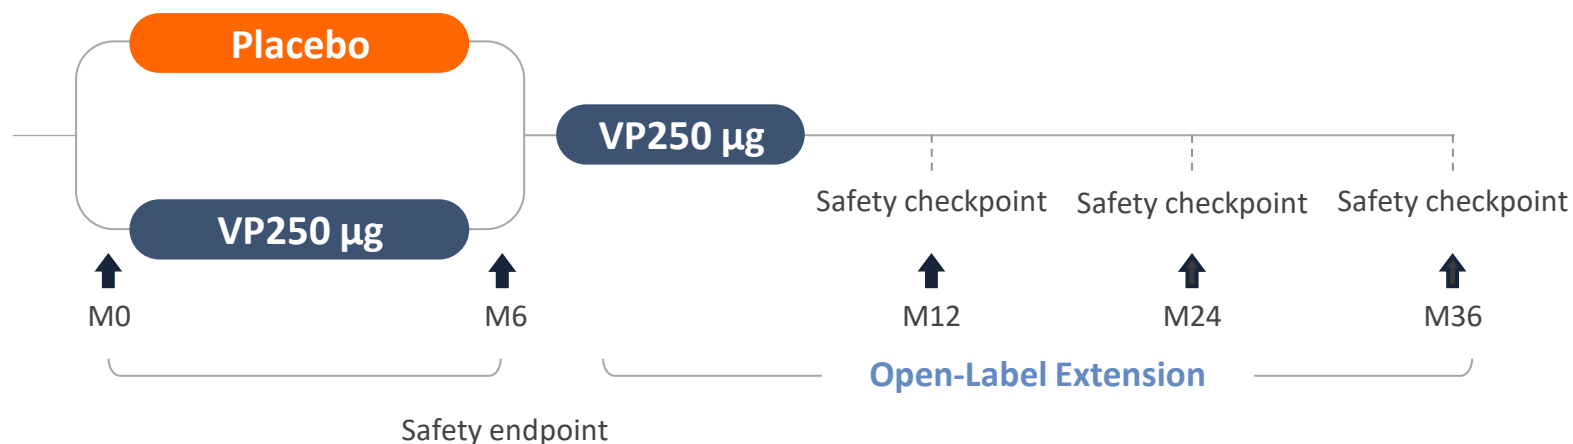 Placebo
VP250 µg
VP250 µg
Safety checkpoint
Safety checkpoint
Safety checkpoint
M0
M6
M12
M24
M36
Open-Label Extension
Safety endpoint